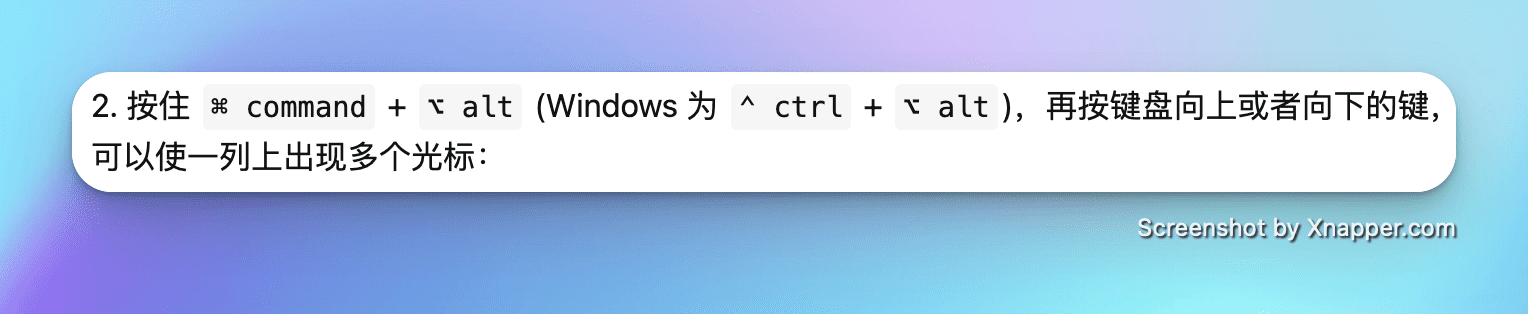 2. 按住 ⌘ command + ⌥ alt (Windows 为 ⌃ ctrl + ⌥ alt)，再按键盘向上或者向下的键，
可以使一列上出现多个光标：
Screenshot by Xnapper.com